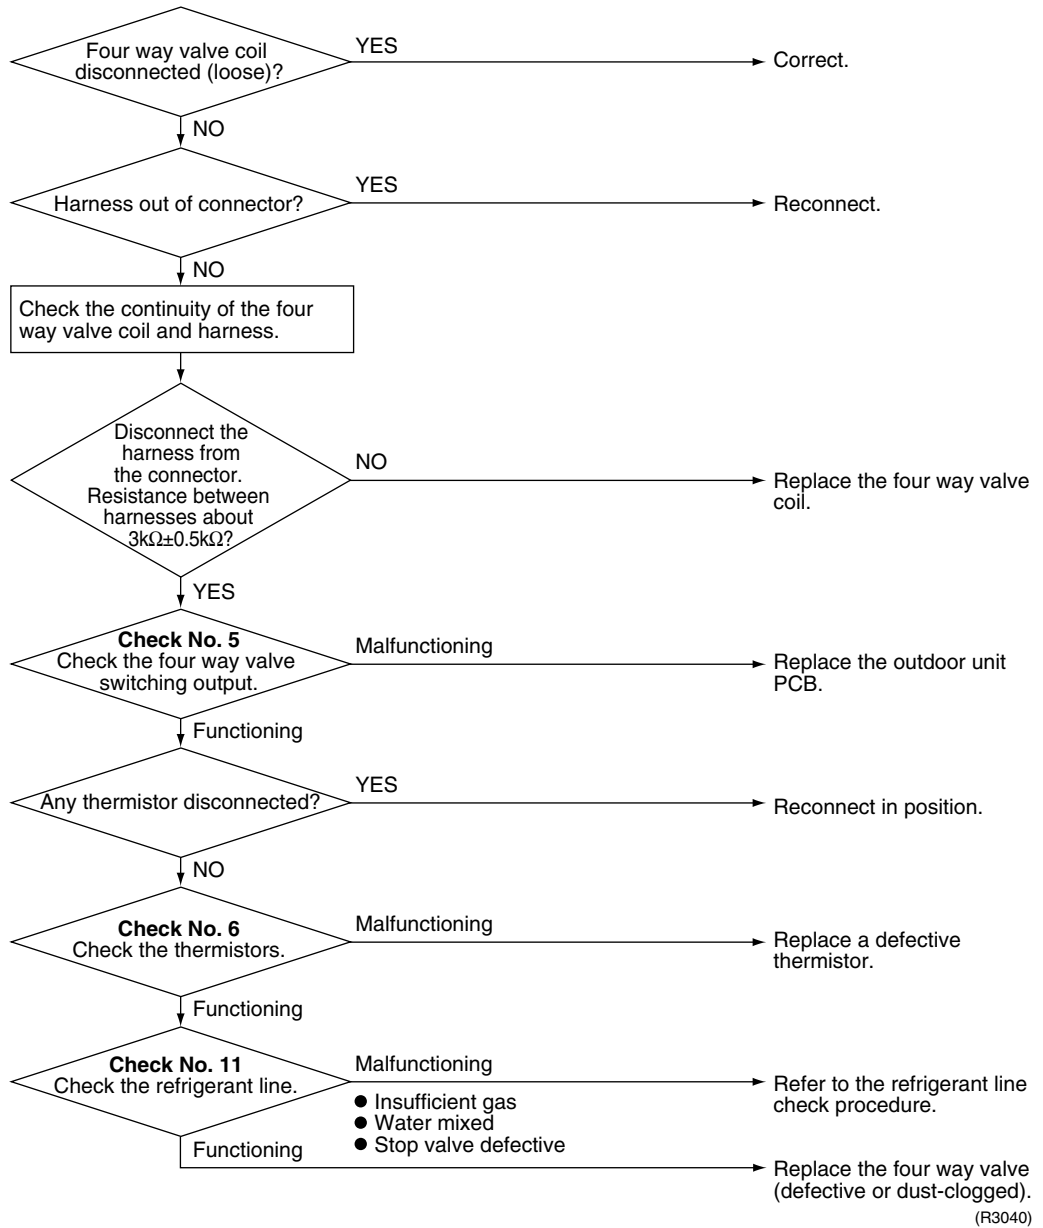 Four way valve coil
disconnected (loose)?
YES
Correct.
NO
Harness out of connector?
YES
Reconnect.
NO
Check the continuity of the four
way valve coil and harness.
Disconnect the
harness from
the connector.
Resistance between
harnesses about
3kΩ±0.5kΩ?
NO
Replace the four way valve
coil.
YES
Check No. 5
Check the four way valve
switching output.
Malfunctioning
Replace the outdoor unit
PCB.
Functioning
Any thermistor disconnected?
YES
Reconnect in position.
NO
Check No. 6
Check the thermistors.
Malfunctioning
Replace a defective
thermistor.
Functioning
Check No. 11
Check the refrigerant line.
Malfunctioning
● Insufficient gas
● Water mixed
● Stop valve defective
Refer to the refrigerant line
check procedure.
Functioning
Replace the four way valve
(defective or dust-clogged).
(R3040)